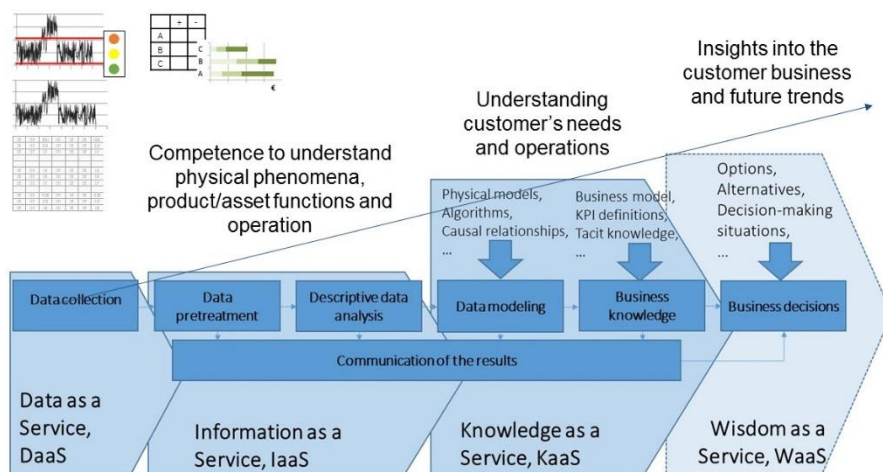 + -
A
B
C
C
B
A
€
Insights into the
customer business
and future trends
Understanding
customer's needs
and operations
Competence to understand
physical phenomena,
product/asset functions and
operation
Physical models,
Algorithms,
Causal relationships,
...
Business model,
KPI definitions,
Tacit knowledge,
...
Options,
Alternatives,
Decision-making
situations,
...
Data collection
Data
pretreatment
Descriptive data
analysis
Data modeling
Business
knowledge
Business decisions
Communication of the results
Data as a
Service,
DaaS
Information as a
Service, IaaS
Knowledge as a
Service, KaaS
Wisdom as a
Service, WaaS